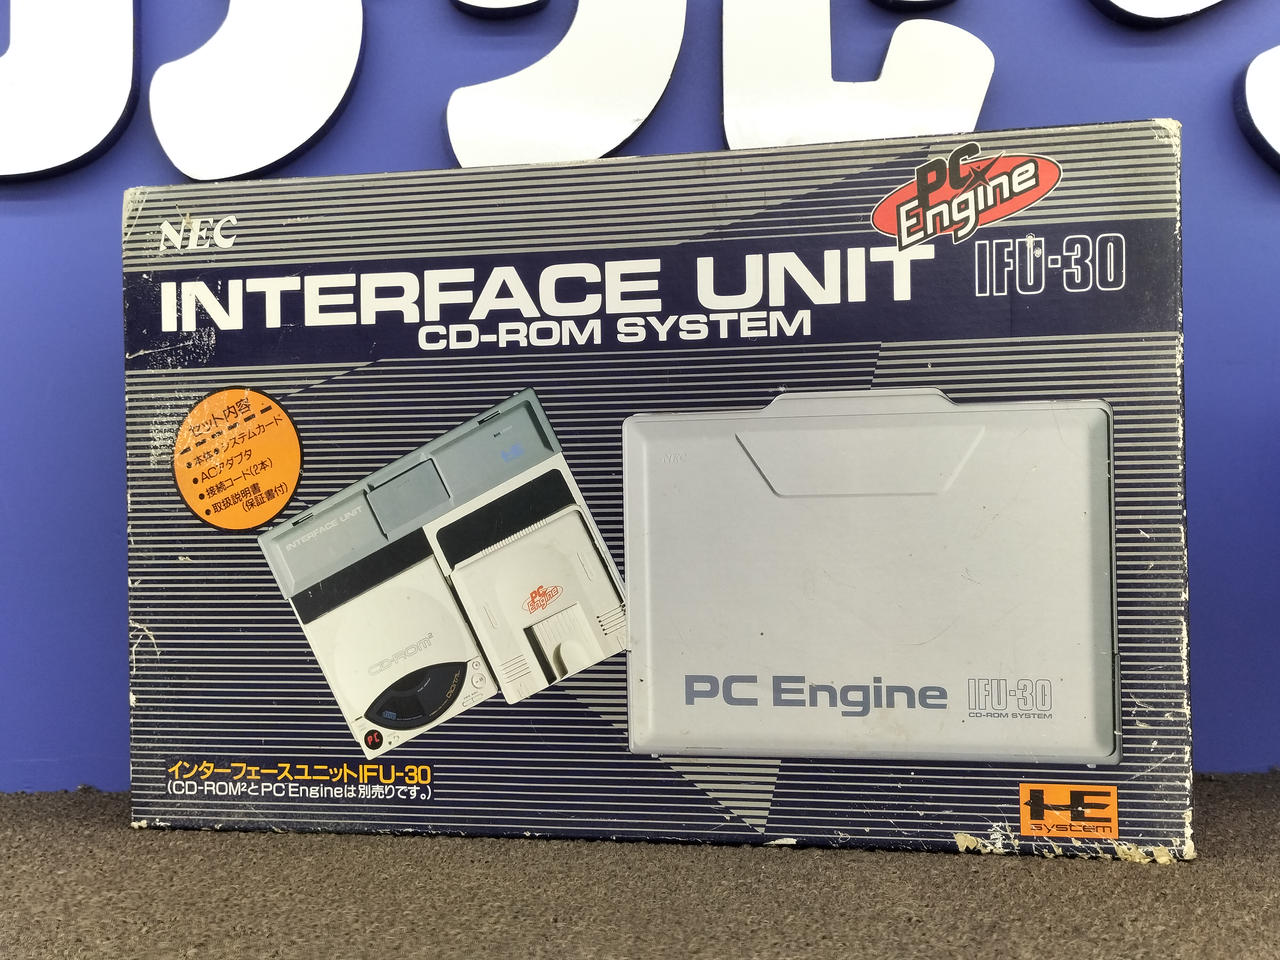 NEC
PC Engine
INTERFACE UNIT IFU-30
CD-ROM SYSTEM
セット内容
●本体●システムカード
●ACアダプタ
●接続コード(2本)
●取扱説明書
(保証書付)
INTERFACE UNIT
PC Engine
CD-ROM²
DIGITAL
PC
NEC
PC Engine IFU-30
CD-ROM SYSTEM
インターフェースユニットIFU-30
(CD-ROM²とPC Engineは別売りです。)
HE
system